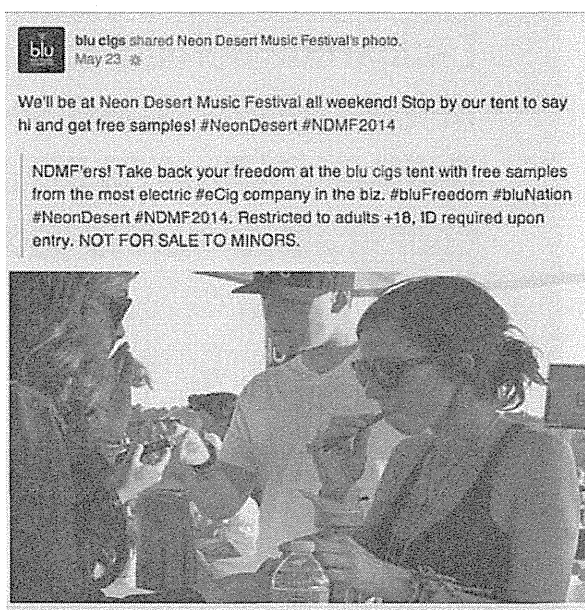 blu
blu cigs shared Neon Desert Music Festival's photo.
May 23
We'll be at Neon Desert Music Festival all weekend! Stop by our tent to say
hi and get free samples! #NeonDesert #NDMF2014
NDMF'ers! Take back your freedom at the blu cigs tent with free samples
from the most electric #eCig company in the biz. #bluFreedom #bluNation
#NeonDesert #NDMF2014. Restricted to adults +18, ID required upon
entry. NOT FOR SALE TO MINORS.